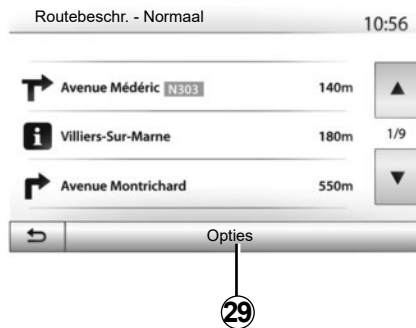 Routebeschr. - Normaal
10:56
Avenue Médéric N303 140m
Villiers-Sur-Marne 180m
1/9
Avenue Montrichard 550m
Opties
29